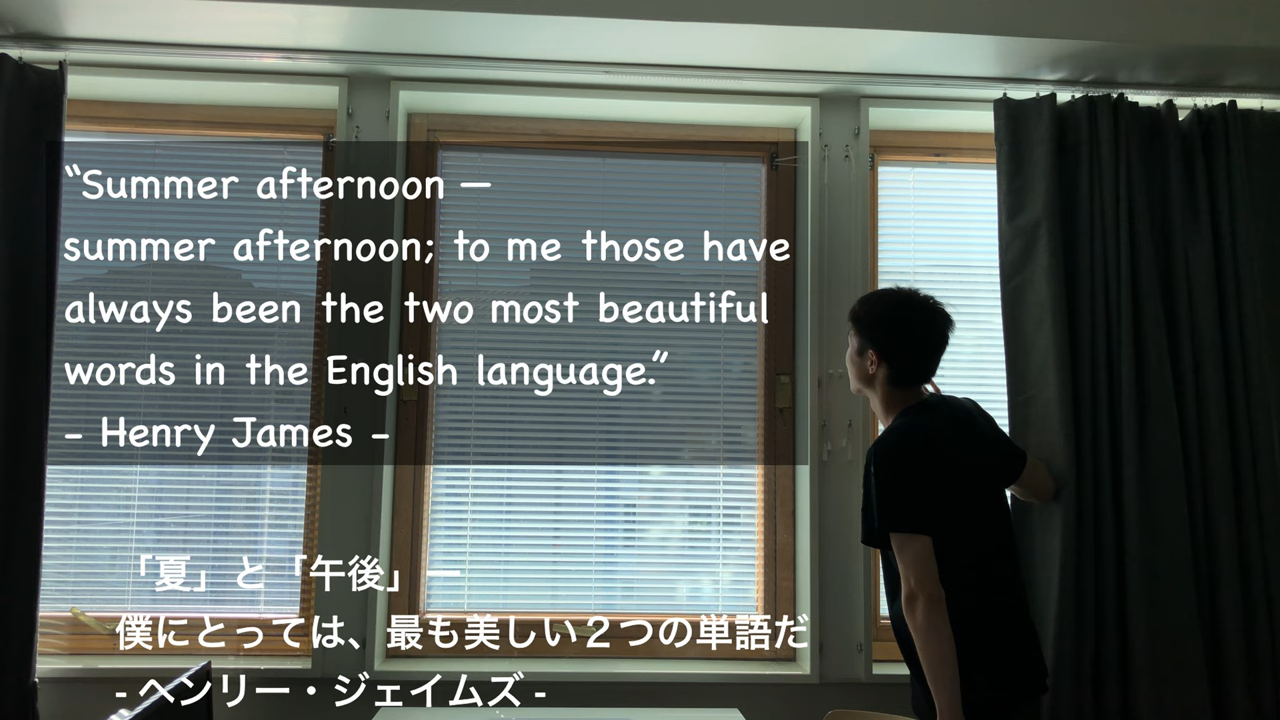 “Summer afternoon —
summer afternoon; to me those have
always been the two most beautiful
words in the English language.”
- Henry James -
「夏」と「午後」—
僕にとっては、最も美しい２つの単語だ
- ヘンリー・ジェイムズ -